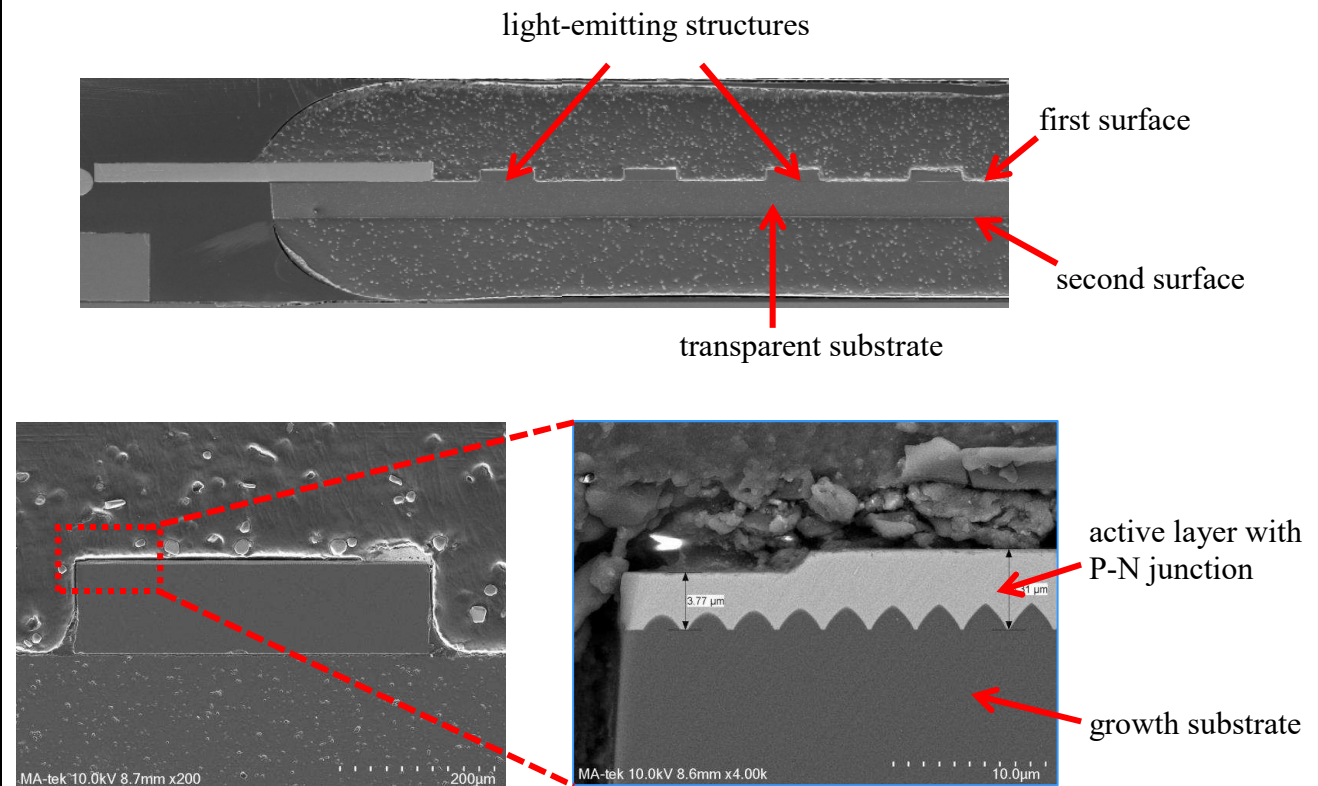 light-emitting structures
first surface
second surface
transparent substrate
active layer with
P-N junction
3.77 μm
growth substrate
MA-tek 10.0kV 8.7mm x200
200μm
MA-tek 10.0kV 8.6mm x4.00k
10.0μm